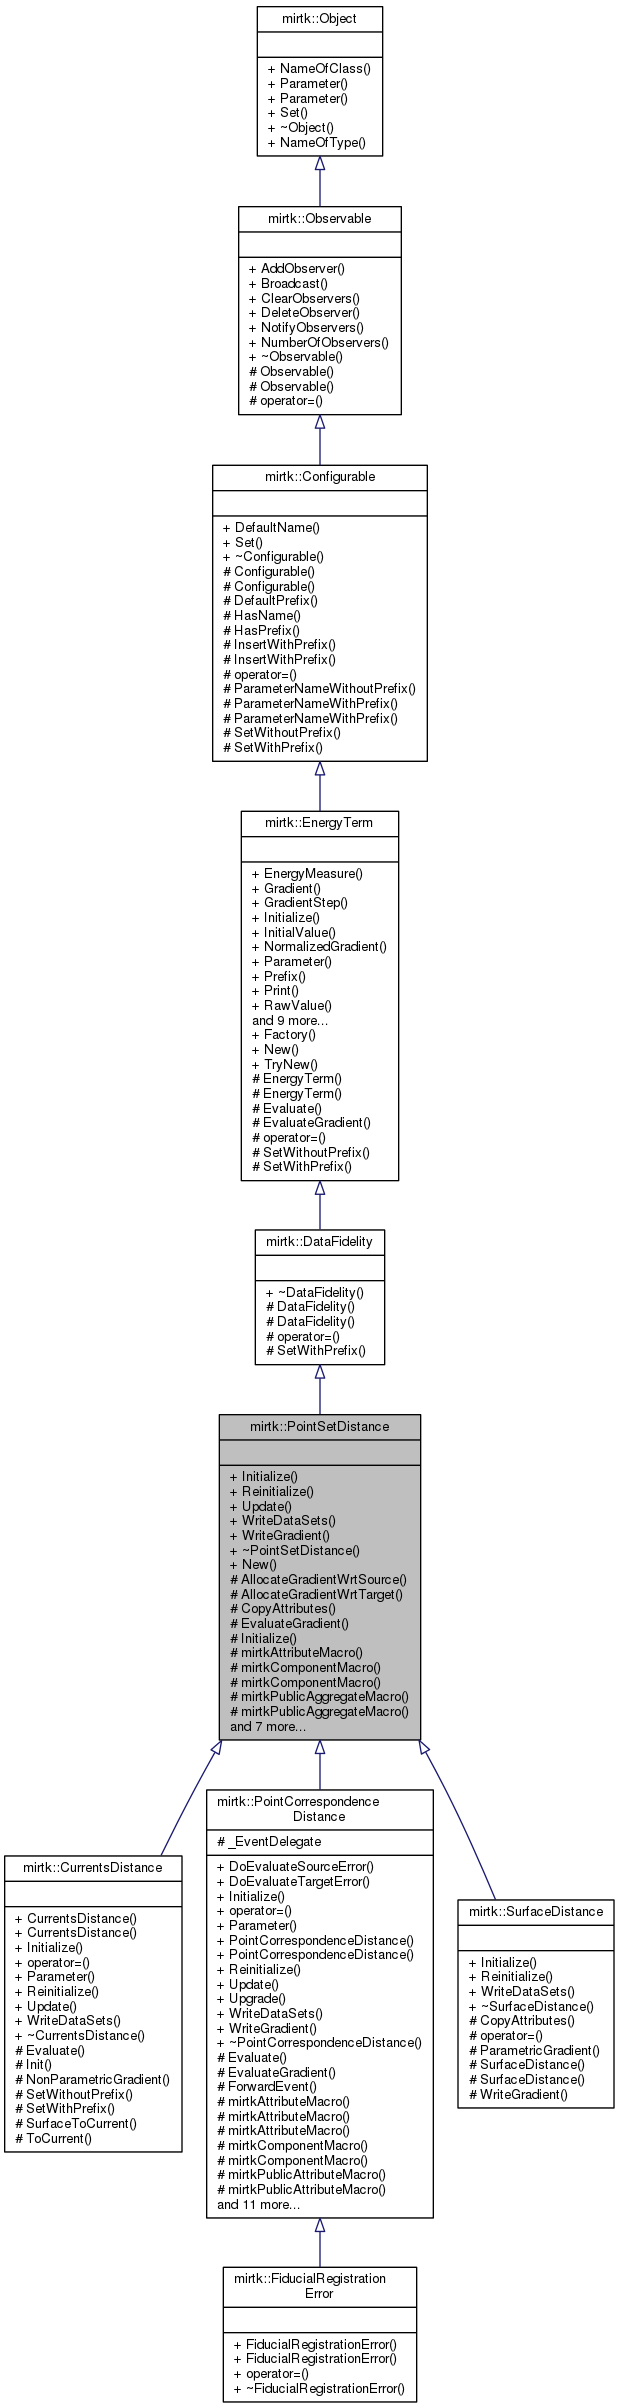 mirtk::Object
+ NameOfClass()
+ Parameter()
+ Parameter()
+ Set()
+ ~Object()
+ NameOfType()
mirtk::Observable
+ AddObserver()
+ Broadcast()
+ ClearObservers()
+ DeleteObserver()
+ NotifyObservers()
+ NumberOfObservers()
+ ~Observable()
# Observable()
# Observable()
# operator=()
mirtk::Configurable
+ DefaultName()
+ Set()
+ ~Configurable()
# Configurable()
# Configurable()
# DefaultPrefix()
# HasName()
# HasPrefix()
# InsertWithPrefix()
# InsertWithPrefix()
# operator=()
# ParameterNameWithoutPrefix()
# ParameterNameWithPrefix()
# ParameterNameWithPrefix()
# SetWithoutPrefix()
# SetWithPrefix()
mirtk::EnergyTerm
+ EnergyMeasure()
+ Gradient()
+ GradientStep()
+ Initialize()
+ InitialValue()
+ NormalizedGradient()
+ Parameter()
+ Prefix()
+ Print()
+ RawValue()
and 9 more...
+ Factory()
+ New()
+ TryNew()
# EnergyTerm()
# EnergyTerm()
# Evaluate()
# EvaluateGradient()
# operator=()
# SetWithoutPrefix()
# SetWithPrefix()
mirtk::DataFidelity
+ ~DataFidelity()
# DataFidelity()
# DataFidelity()
# operator=()
# SetWithPrefix()
mirtk::PointSetDistance
+ Initialize()
+ Reinitialize()
+ Update()
+ WriteDataSets()
+ WriteGradient()
+ ~PointSetDistance()
+ New()
# AllocateGradientWrtSource()
# AllocateGradientWrtTarget()
# CopyAttributes()
# EvaluateGradient()
# Initialize()
# mirtkAttributeMacro()
# mirtkComponentMacro()
# mirtkComponentMacro()
# mirtkPublicAggregateMacro()
# mirtkPublicAggregateMacro()
and 7 more...
mirtk::CurrentsDistance
+ CurrentsDistance()
+ CurrentsDistance()
+ Initialize()
+ operator=()
+ Parameter()
+ Reinitialize()
+ Update()
+ WriteDataSets()
+ ~CurrentsDistance()
# Evaluate()
# Init()
# NonParametricGradient()
# SetWithoutPrefix()
# SetWithPrefix()
# SurfaceToCurrent()
# ToCurrent()
mirtk::PointCorrespondence
Distance
# _EventDelegate
+ DoEvaluateSourceError()
+ DoEvaluateTargetError()
+ Initialize()
+ operator=()
+ Parameter()
+ PointCorrespondenceDistance()
+ PointCorrespondenceDistance()
+ Reinitialize()
+ Update()
+ Upgrade()
+ WriteDataSets()
+ WriteGradient()
+ ~PointCorrespondenceDistance()
# Evaluate()
# EvaluateGradient()
# ForwardEvent()
# mirtkAttributeMacro()
# mirtkAttributeMacro()
# mirtkAttributeMacro()
# mirtkComponentMacro()
# mirtkComponentMacro()
# mirtkPublicAttributeMacro()
# mirtkPublicAttributeMacro()
and 11 more...
mirtk::SurfaceDistance
+ Initialize()
+ Reinitialize()
+ WriteDataSets()
+ ~SurfaceDistance()
# CopyAttributes()
# operator=()
# ParametricGradient()
# SurfaceDistance()
# SurfaceDistance()
# WriteGradient()
mirtk::FiducialRegistration
Error
+ FiducialRegistrationError()
+ FiducialRegistrationError()
+ operator=()
+ ~FiducialRegistrationError()